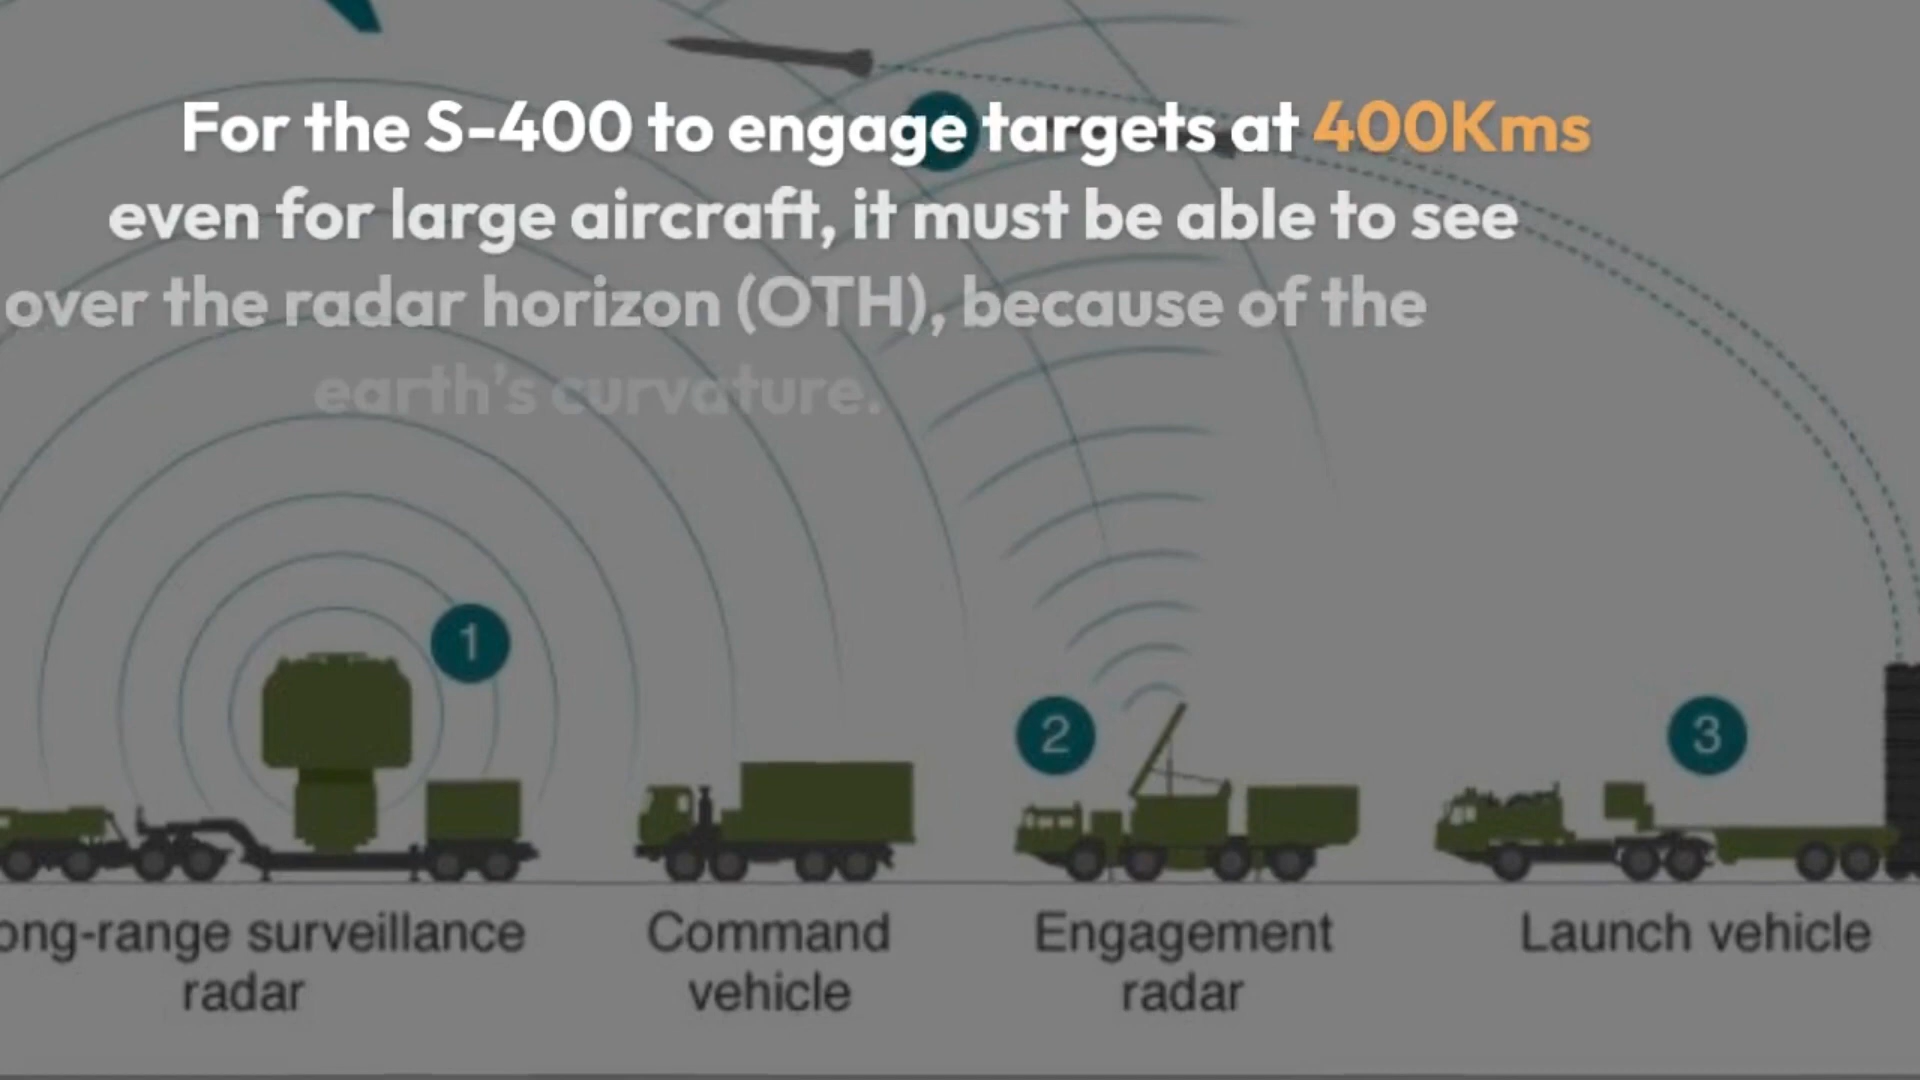 For the S-400 to engage targets at 400Kms
even for large aircraft, it must be able to see
over the radar horizon (OTH), because of the
earth's curvature.
1
2
3
ong-range surveillance
radar
Command
vehicle
Engagement
radar
Launch vehicle